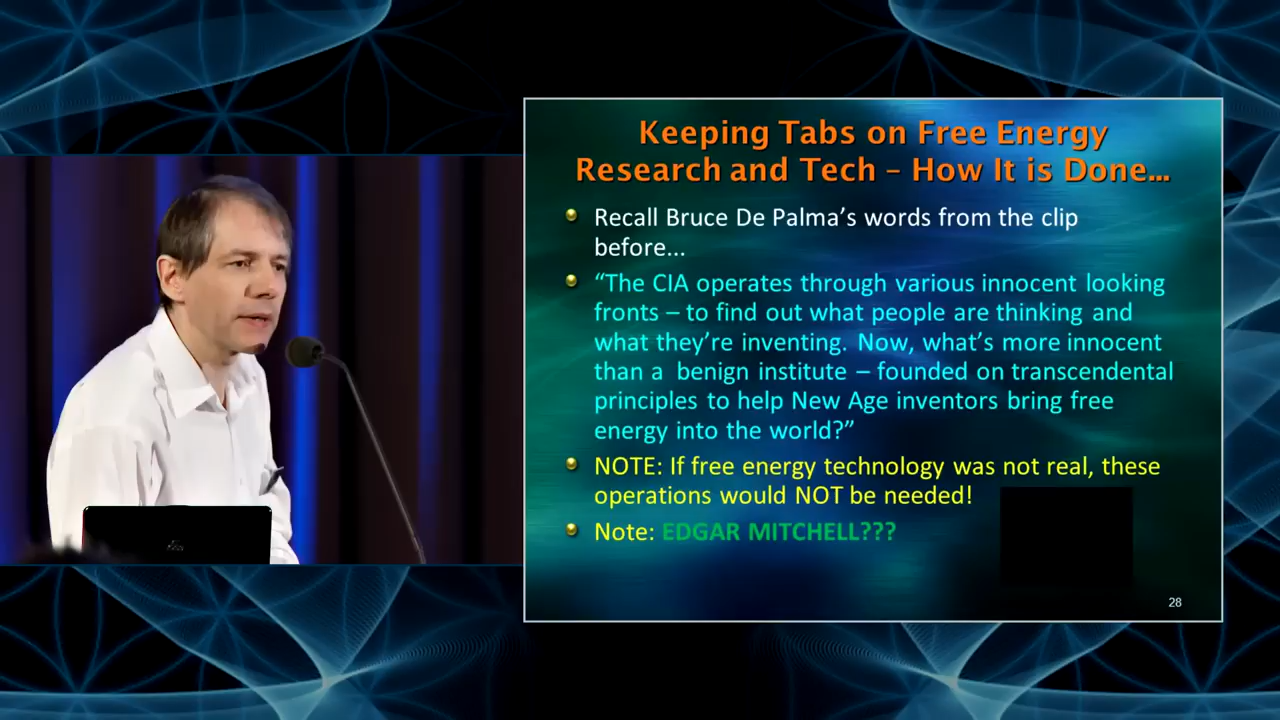 Keeping Tabs on Free Energy
Research and Tech – How It is Done...
Recall Bruce De Palma’s words from the clip
before...
“The CIA operates through various innocent looking
fronts – to find out what people are thinking and
what they’re inventing. Now, what’s more innocent
than a benign institute – founded on transcendental
principles to help New Age inventors bring free
energy into the world?”
NOTE: If free energy technology was not real, these
operations would NOT be needed!
Note: EDGAR MITCHELL???
28